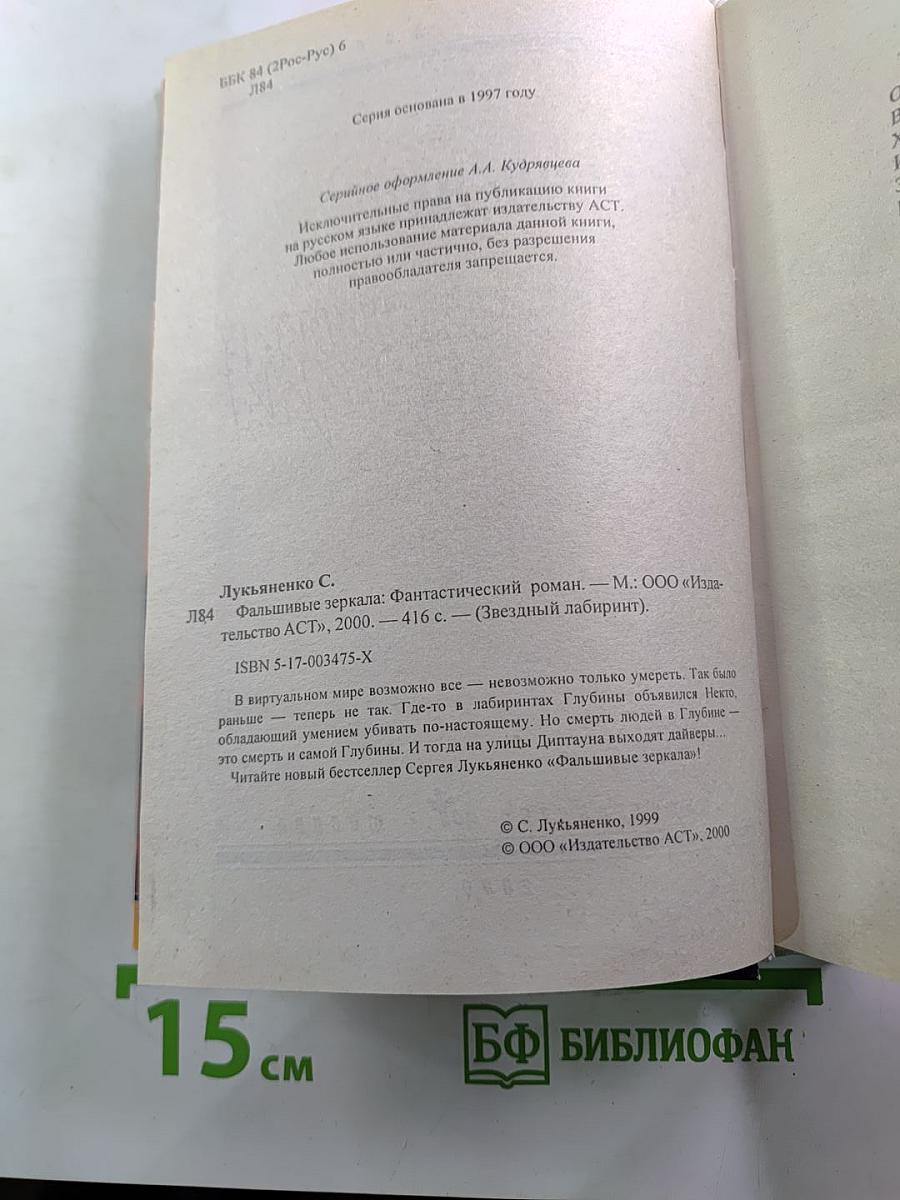 ББК 84 (2Рос-Рус) 6
Л84
Серия основана в 1997 году
Серийное оформление А.А. Кудрявцева
Исключительные права на публикацию книги
на русском языке принадлежат издательству АСТ.
Любое использование материала данной книги,
полностью или частично, без разрешения
правообладателя запрещается.
Лукьяненко С.
Л84 Фальшивые зеркала: Фантастический роман. — М.: ООО «Изда-
тельство АСТ», 2000. — 416 с. — (Звездный лабиринт).
ISBN 5-17-003475-X
В виртуальном мире возможно все — невозможно только умереть. Так было
раньше — теперь не так. Где-то в лабиринтах Глубины объявился Некто,
обладающий умением убивать по-настоящему. Но смерть людей в Глубине —
это смерть и самой Глубины. И тогда на улицы Диптауна выходят дайверы...
Читайте новый бестселлер Сергея Лукьяненко «Фальшивые зеркала»!
© С. Лукьяненко, 1999
© ООО «Издательство АСТ», 2000
15 см
БФ БИБЛИОФАН